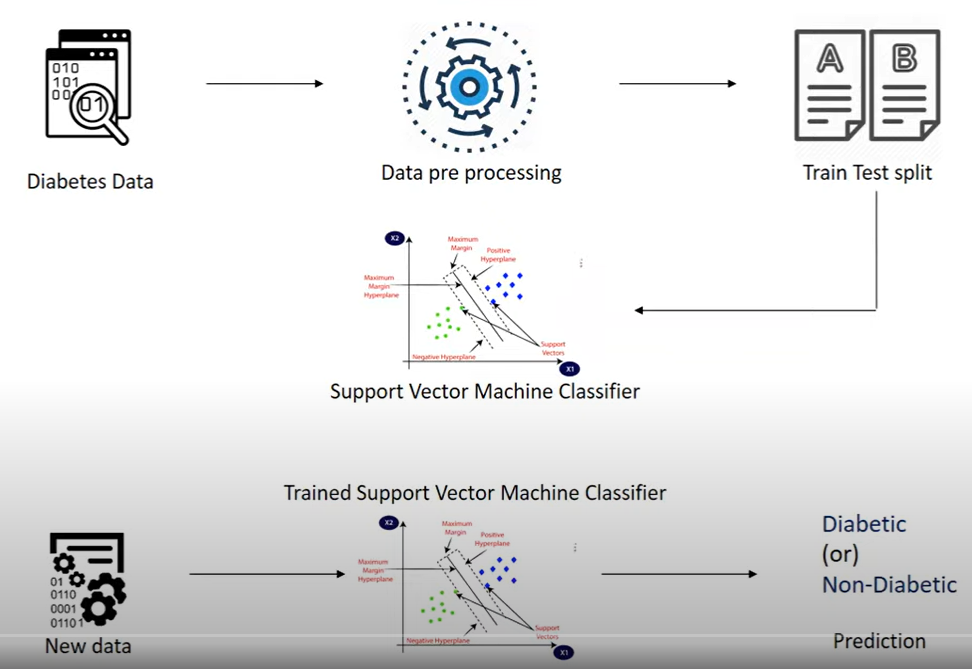 010
101
00
01
A
B
Diabetes Data
Data pre processing
Train Test split
X2
Maximum
Margin
Positive
Hyperplane
Maximum
Margin
Hyperplane
Support
Vectors
Negative Hyperplane
X1
Support Vector Machine Classifier
Trained Support Vector Machine Classifier
X2
Maximum
Margin
Positive
Hyperplane
Maximum
Margin
Hyperplane
Support
Vectors
Negative Hyperplane
X1
01
0110
0001
01101
New data
Diabetic
(or)
Non-Diabetic
Prediction